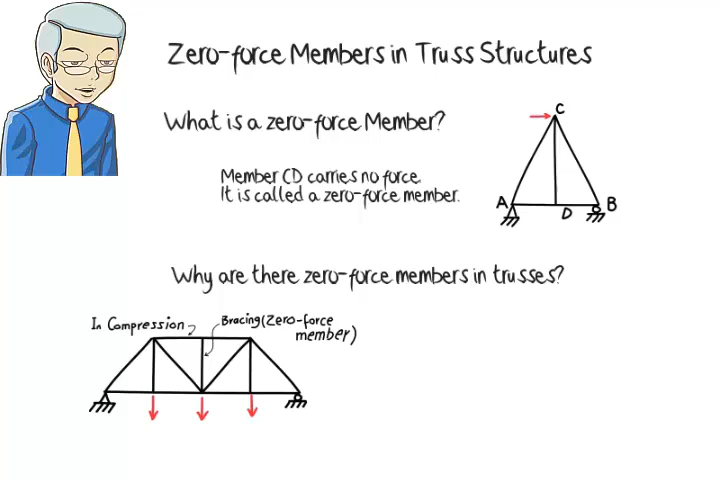 Zero-force Members in Truss Structures
What is a zero-force Member?
C
Member CD carries no force.
It is called a zero-force member.
A
B
D
Why are there zero-force members in trusses?
In Compression
Bracing(Zero-force
member)